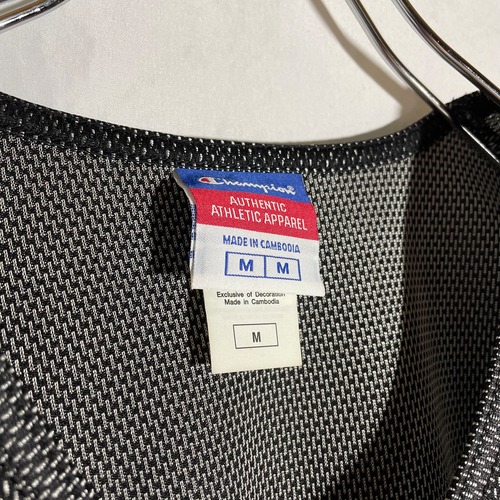 Champion
AUTHENTIC
ATHLETIC APPAREL
MADE IN CAMBODIA
M M
Exclusive of Decoration
Made in Cambodia
M